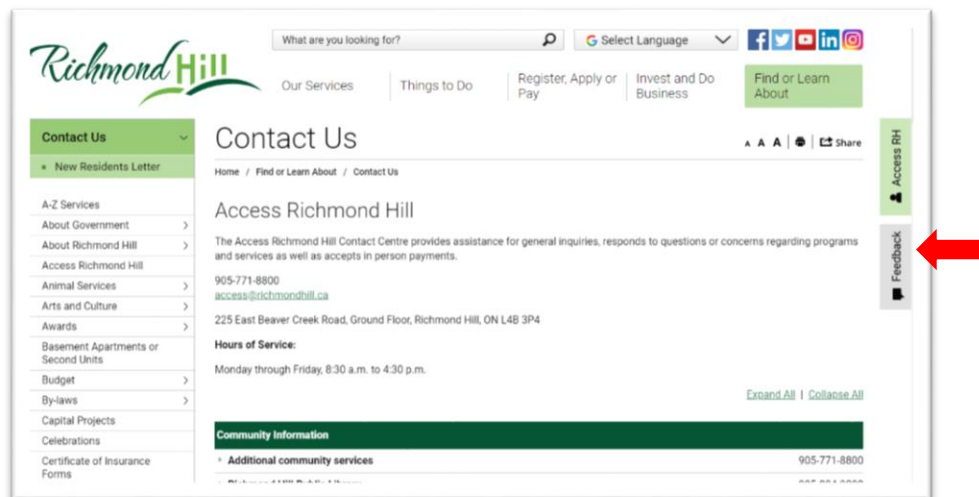 Richmond Hill
What are you looking for?
G Select Language
Our Services
Things to Do
Register, Apply or
Pay
Invest and Do
Business
Find or Learn
About
Contact Us
New Residents Letter
A-Z Services
About Government
About Richmond Hill
Access Richmond Hill
Animal Services
Arts and Culture
Awards
Basement Apartments or
Second Units
Budget
By-laws
Capital Projects
Celebrations
Certificate of Insurance
Forms
Contact Us
A A A
Share
Home / Find or Learn About / Contact Us
Access Richmond Hill
The Access Richmond Hill Contact Centre provides assistance for general inquiries, responds to questions or concerns regarding programs
and services as well as accepts in person payments.
905-771-8800
access@richmondhill.ca
225 East Beaver Creek Road, Ground Floor, Richmond Hill, ON L4B 3P4
Hours of Service:
Monday through Friday, 8:30 a.m. to 4:30 p.m.
Expand All | Collapse All
Community Information
Additional community services 905-771-8800
Access RH
Feedback